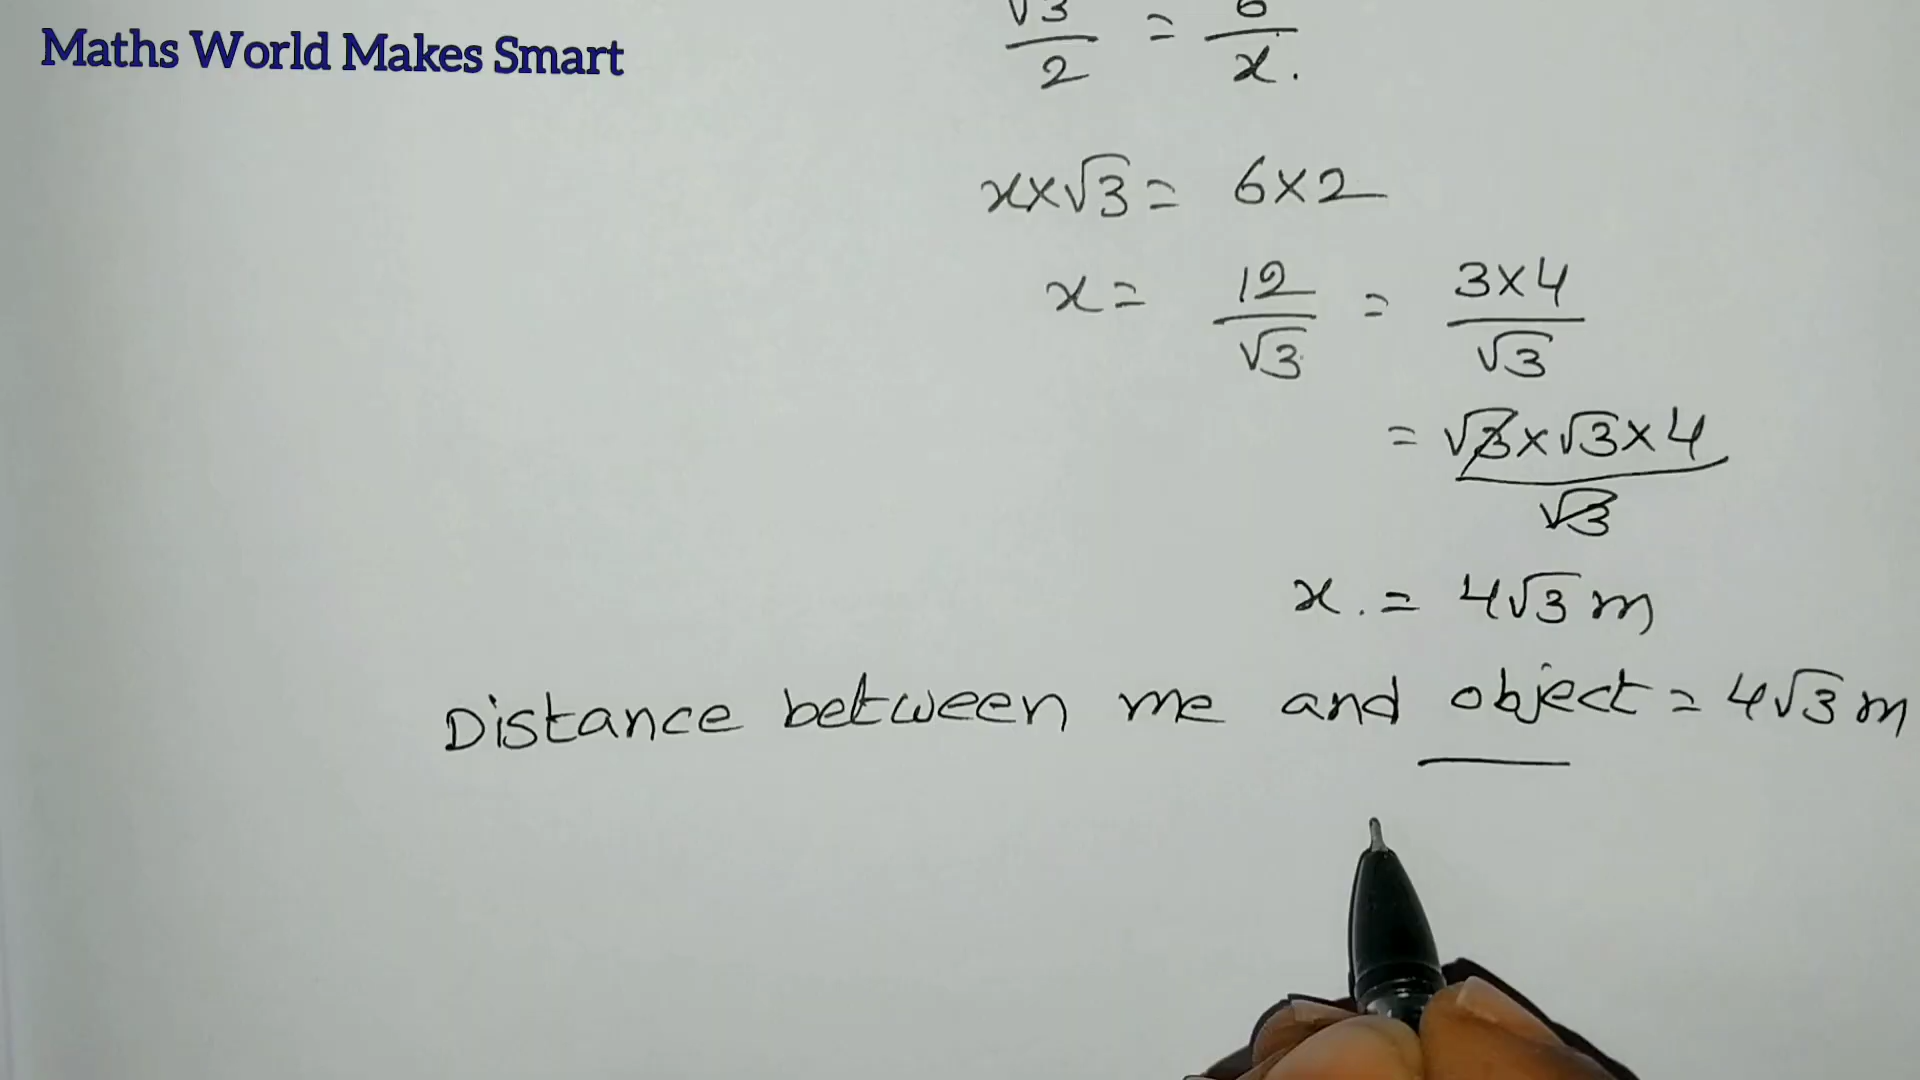 Maths World Makes Smart
√3/2 = 6/x.
x×√3 = 6×2
x = 12/√3 = 3×4/√3
= √3×√3×4/√3
x. = 4√3 m
Distance between me and object = 4√3 m